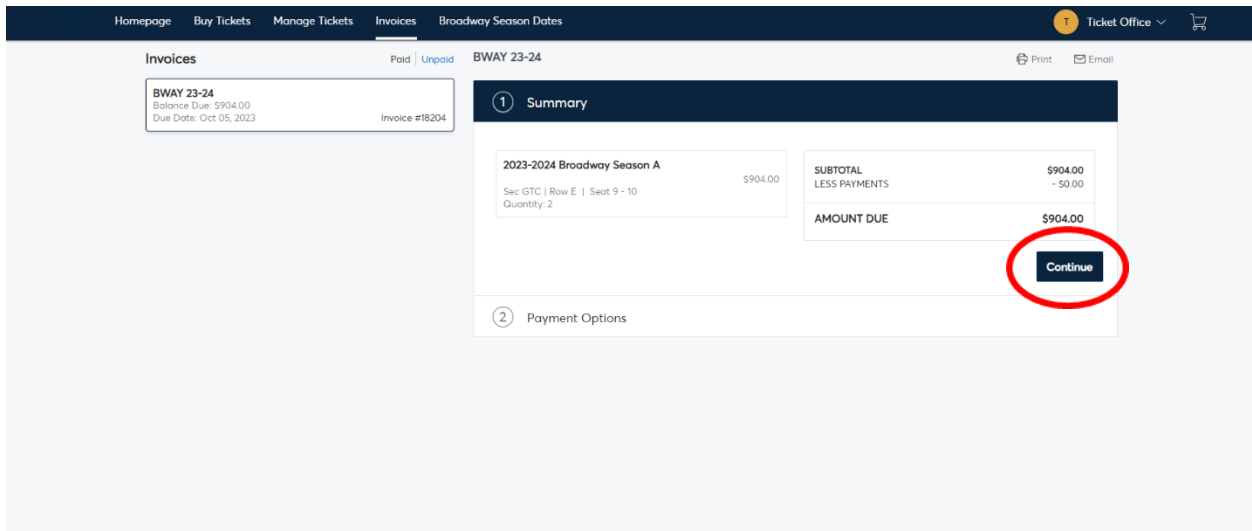 Homepage Buy Tickets Manage Tickets Invoices Broadway Season Dates T Ticket Office
Invoices Paid Unpaid
BWAY 23-24
Balance Due: $904.00
Due Date: Oct 05, 2023 Invoice #18204
BWAY 23-24 Print Email
1 Summary
2023-2024 Broadway Season A
$904.00
Sec GTC | Row E | Seat 9 - 10
Quantity: 2
SUBTOTAL $904.00
LESS PAYMENTS - $0.00
AMOUNT DUE $904.00
Continue
2 Payment Options